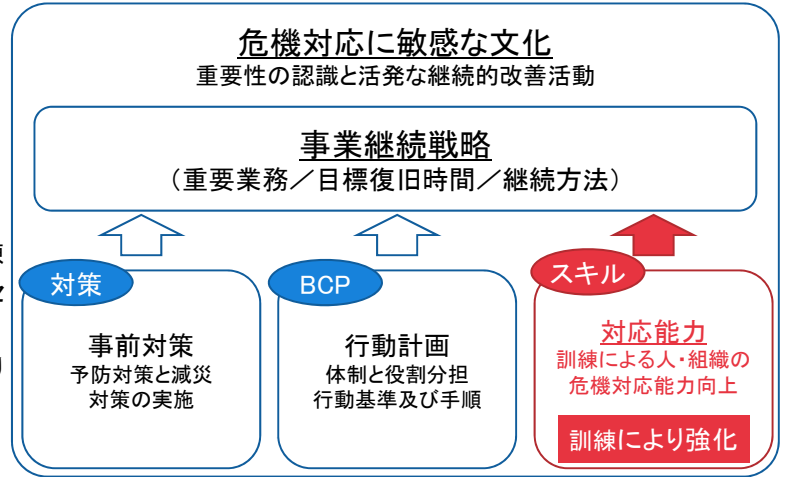 危機対応に敏感な文化
重要性の認識と活発な継続的改善活動
事業継続戦略
（重要業務／目標復旧時間／継続方法）
対策
事前対策
予防対策と減災
対策の実施
BCP
行動計画
体制と役割分担
行動基準及び手順
スキル
対応能力
訓練による人・組織の
危機対応能力向上
訓練により強化